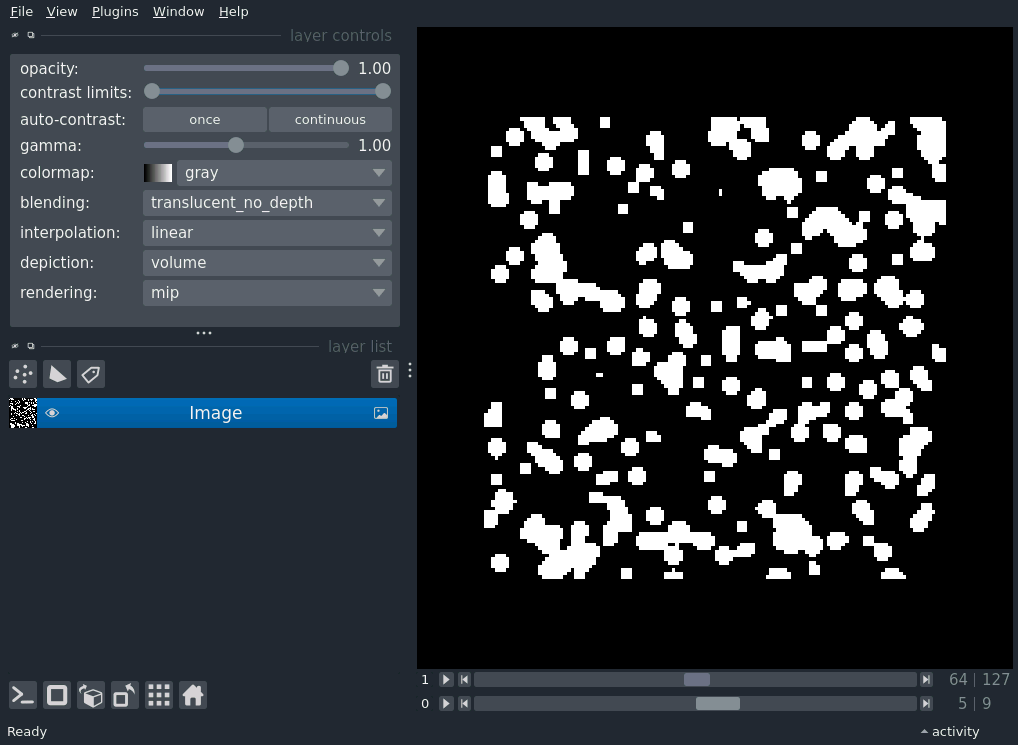 File View Plugins Window Help
layer controls
opacity: 1.00
contrast limits:
auto-contrast: once continuous
gamma: 1.00
colormap: gray
blending: translucent_no_depth
interpolation: linear
depiction: volume
rendering: mip
layer list
Image
1 64 | 127
0 5 | 9
Ready activity